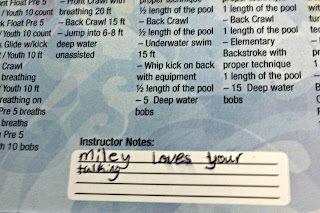 – Front Crawl
k Float Pre 5
/ Youth 10 count
ck Float Pre 5
/ Youth 10 count
Glide w/kick
t / Youth 10 ft
Crawl
breathing
/ Youth 10 ft
breathing on
Pre 5 breaths
breaths
Pre 5
th 10 bobs
breathing 20 ft
– Back Crawl 15 ft
– Jump into 6-8 ft
deep water
unassisted
proper technique
½ length of the pool
– Back Crawl
½ length of the pool
– Underwater swim
15 ft
– Whip kick on back
with equipment
½ length of the pool
– 5 Deep water
bobs
proper technique
1 length of the pool
– Back Crawl
1 length of the pool
– Elementary
Backstroke with
proper technique
1 length of the pool
– 15 Deep water
bobs
Instructor Notes:
miley loves your
talking